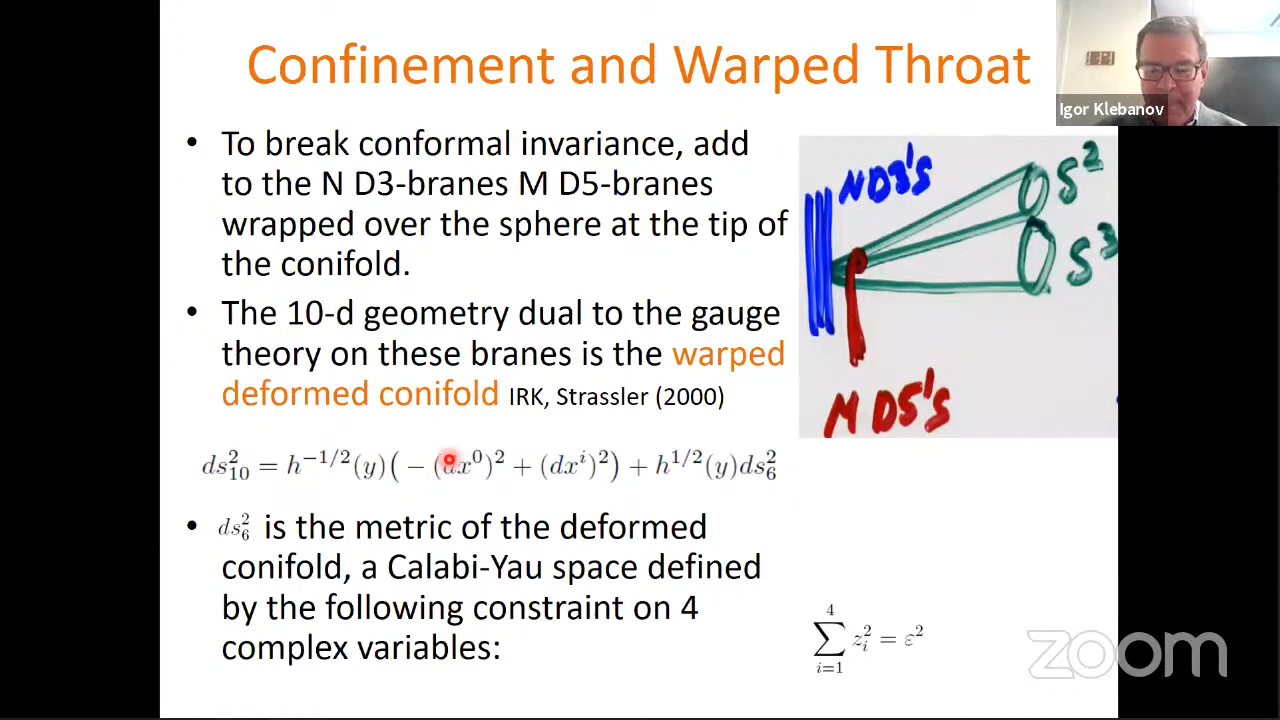 Confinement and Warped Throat
Igor Klebanov
• To break conformal invariance, add
to the N D3-branes M D5-branes
wrapped over the sphere at the tip of
the conifold.
• The 10-d geometry dual to the gauge
theory on these branes is the warped
deformed conifold IRK, Strassler (2000)
N D3's
S²
S³
M D5's
ds²₁₀ = h^{−1/2}(y)(−(dx⁰)² + (dxⁱ)²) + h^{1/2}(y)ds²₆
• ds²₆ is the metric of the deformed
conifold, a Calabi-Yau space defined
by the following constraint on 4
complex variables:
∑_{i=1}^{4} z_i² = ε²
zoom